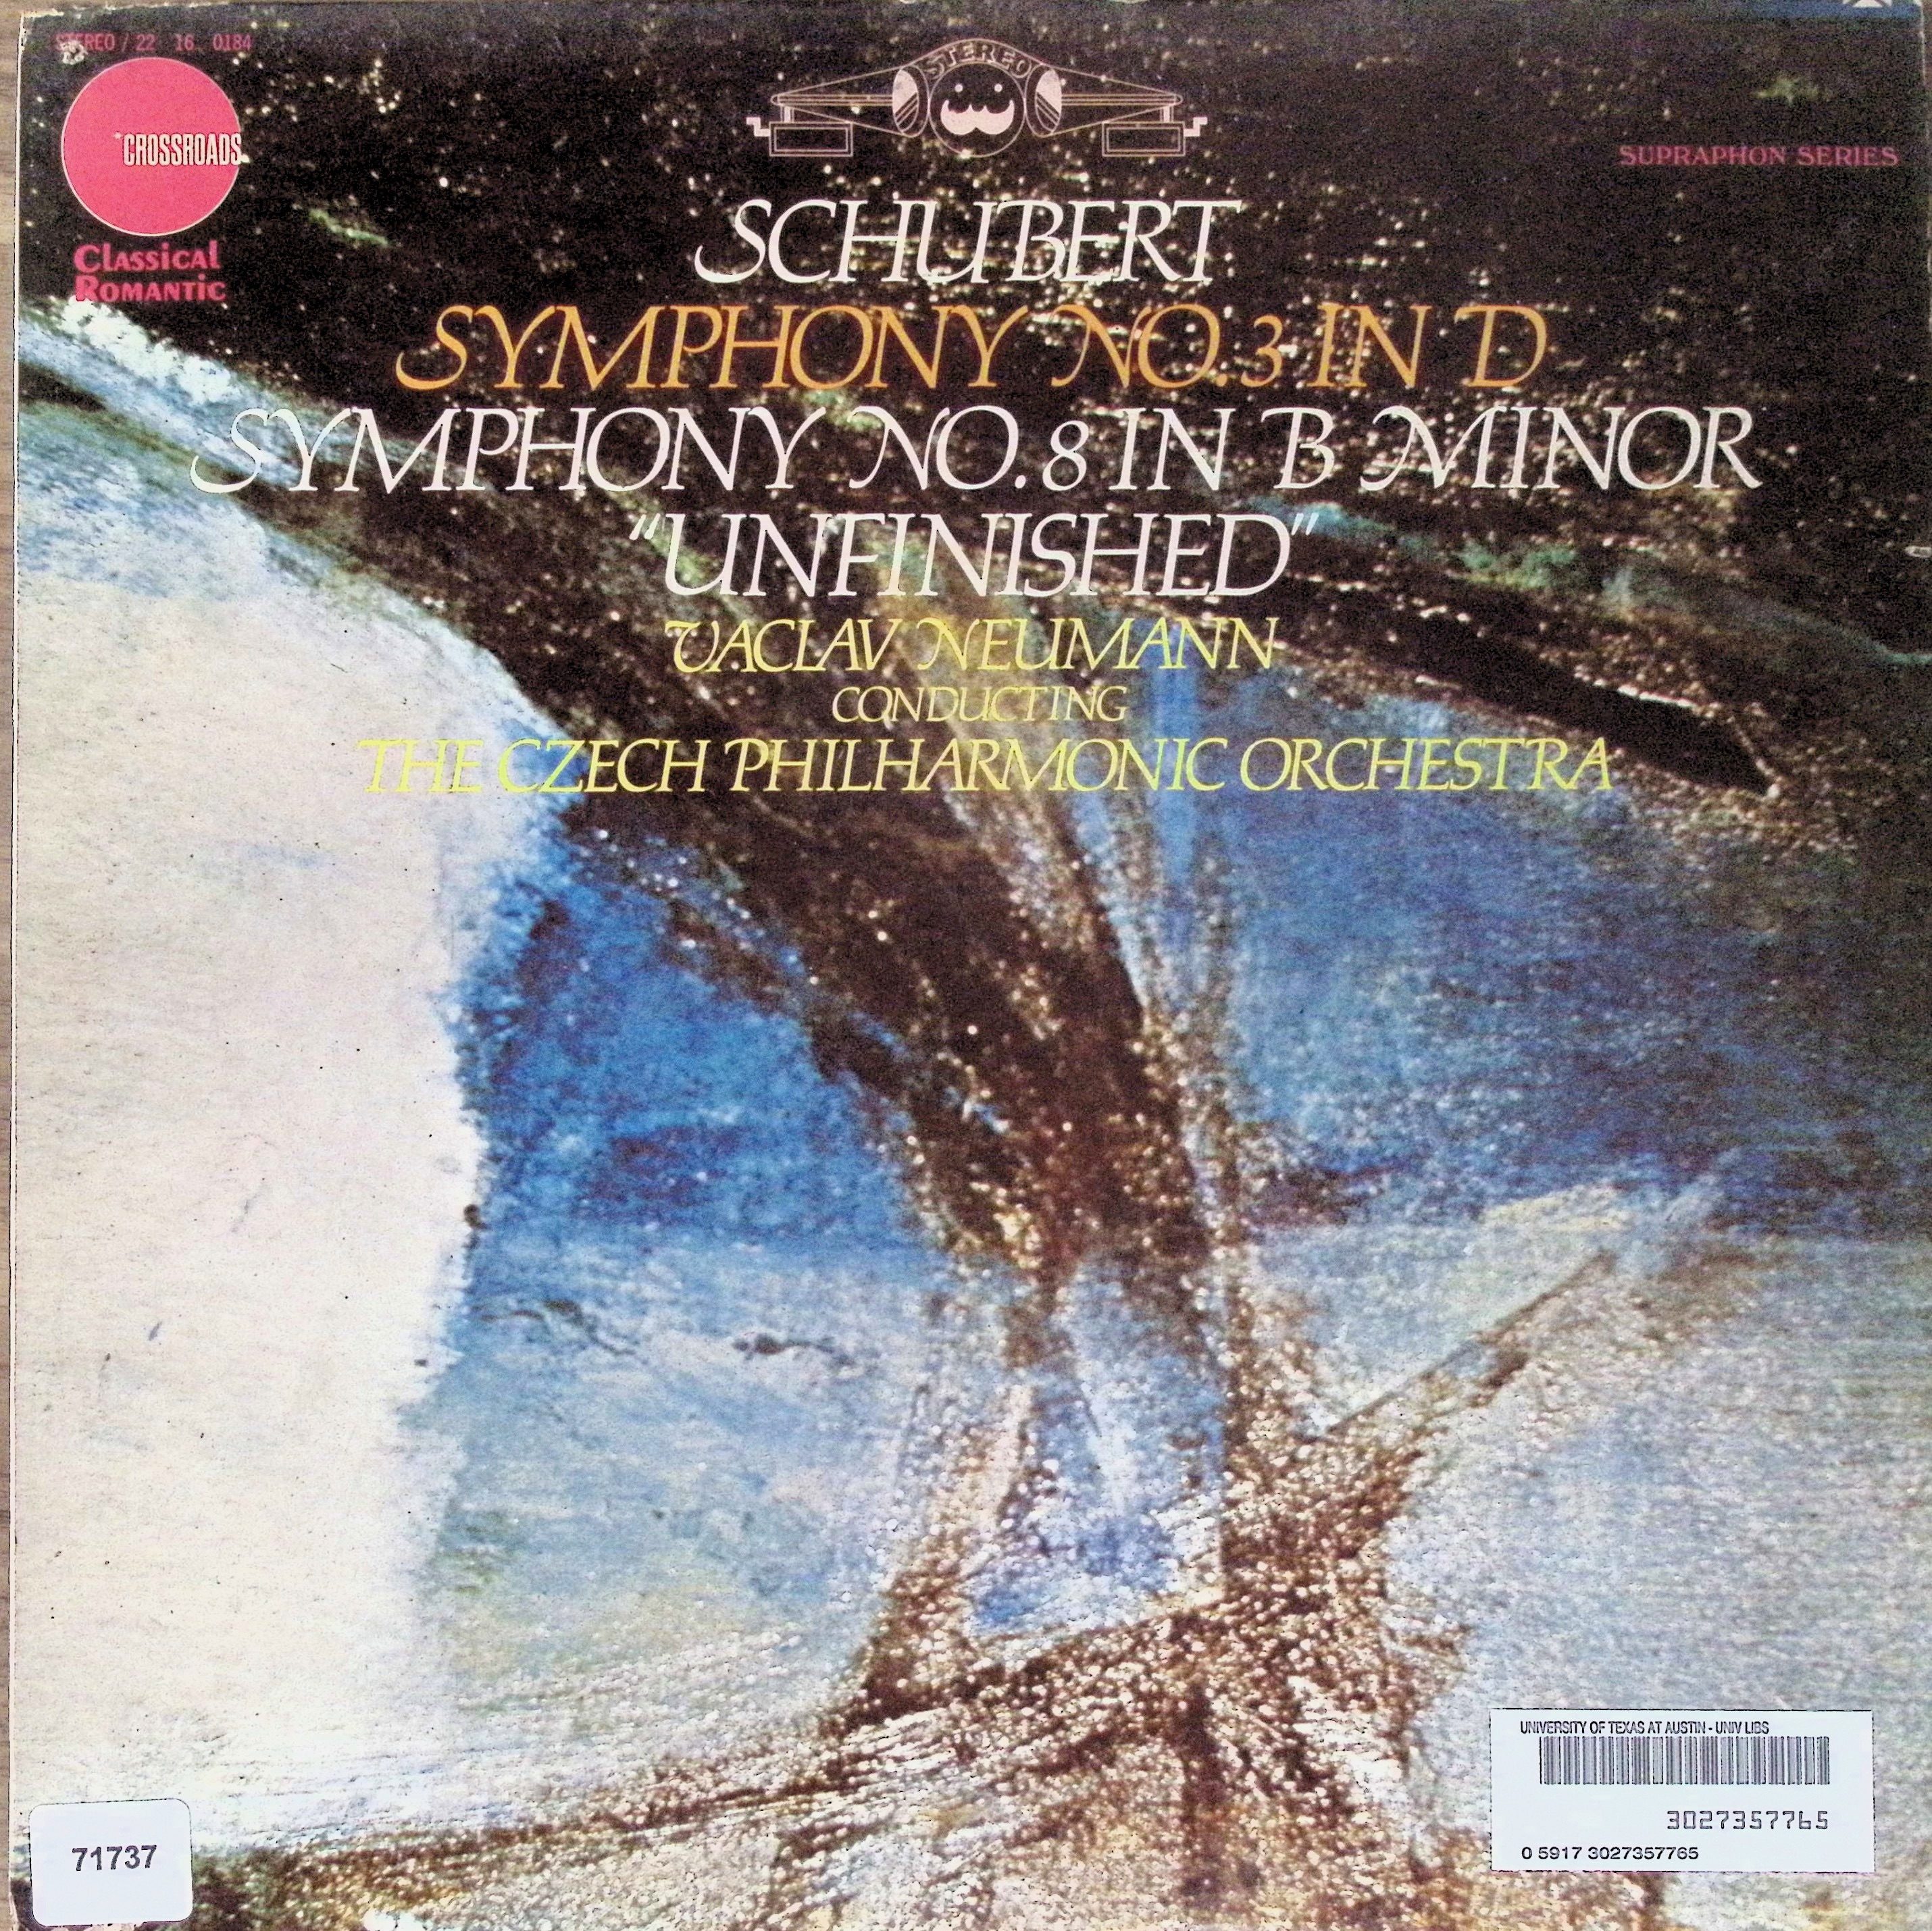 STEREO / 22 16 0184
STEREO
CROSSROADS
SUPRAPHON SERIES
CLASSICAL
ROMANTIC
SCHUBERT
SYMPHONY NO.3 IN D
SYMPHONY NO.8 IN B MINOR
“UNFINISHED”
VACLAV NEUMANN
CONDUCTING
THE CZECH PHILHARMONIC ORCHESTRA
UNIVERSITY OF TEXAS AT AUSTIN - UNIV LIBS
3027357765
0 5917 3027357765
71737